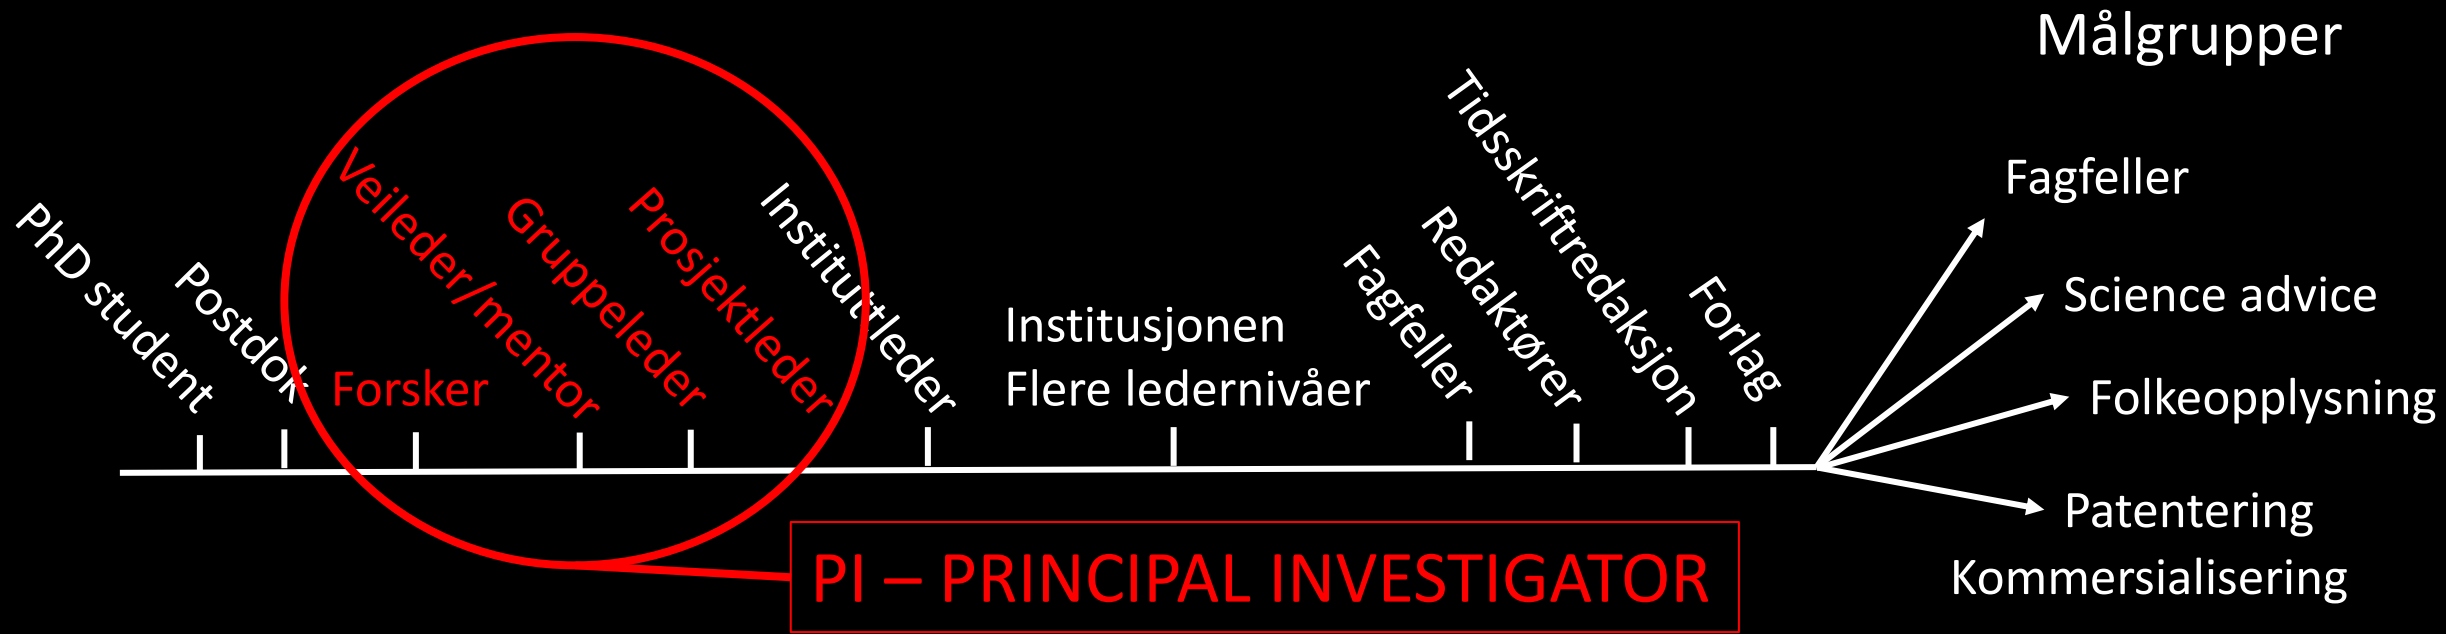 Målgrupper
PhD student
Postdok
Forsker
Veileder/mentor
Gruppeleder
Prosjektleder
Instituttleder
Institusjonen
Flere ledernivåer
Fagfeller
Redaktører
Tidsskriftredaksjon
Forlag
Fagfeller
Science advice
Folkeopplysning
Patentering
Kommersialisering
PI – PRINCIPAL INVESTIGATOR